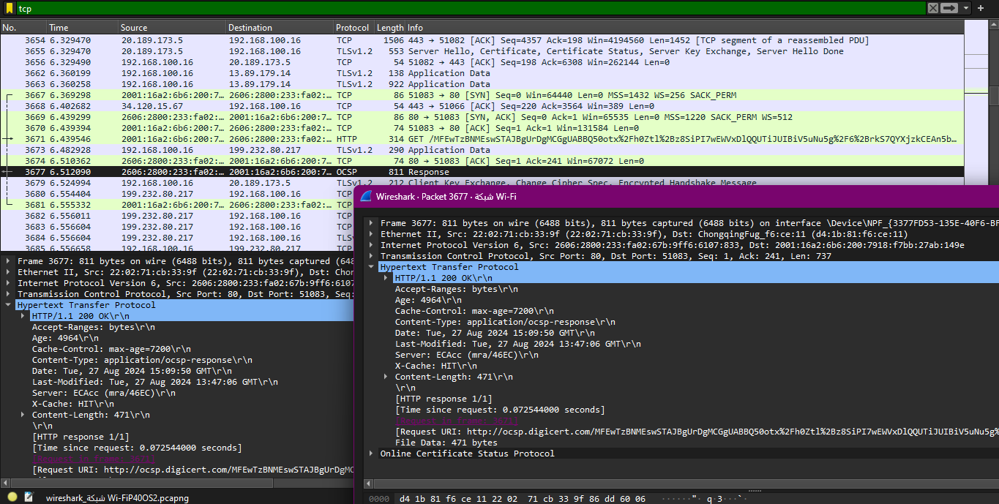 tcp
No. Time Source Destination Protocol Length Info
3654 6.329470 20.189.173.5 192.168.100.16 TCP 1506 443 → 51082 [ACK] Seq=4357 Ack=198 Win=4194560 Len=1452 [TCP segment of a reassembled PDU]
3655 6.329470 20.189.173.5 192.168.100.16 TLSv1.2 553 Server Hello, Certificate, Certificate Status, Server Key Exchange, Server Hello Done
3656 6.329490 192.168.100.16 20.189.173.5 TCP 54 51082 → 443 [ACK] Seq=198 Ack=6308 Win=262144 Len=0
3662 6.360199 192.168.100.16 13.89.179.14 TLSv1.2 138 Application Data
3663 6.360258 192.168.100.16 13.89.179.14 TLSv1.2 922 Application Data
3667 6.369298 2001:16a2:6b6:200:7… 2606:2800:233:fa02:… TCP 86 51083 → 80 [SYN] Seq=0 Win=64440 Len=0 MSS=1432 WS=256 SACK_PERM
3668 6.402682 34.120.15.67 192.168.100.16 TCP 54 443 → 51066 [ACK] Seq=220 Ack=3564 Win=389 Len=0
3669 6.439299 2606:2800:233:fa02:… 2001:16a2:6b6:200:7… TCP 86 80 → 51083 [SYN, ACK] Seq=0 Ack=1 Win=65535 Len=0 MSS=1220 SACK_PERM WS=512
3670 6.439394 2001:16a2:6b6:200:7… 2606:2800:233:fa02:… TCP 74 51083 → 80 [ACK] Seq=1 Ack=1 Win=131584 Len=0
3671 6.439546 2001:16a2:6b6:200:7… 2606:2800:233:fa02:… HTTP 314 GET /MFEwTzBNMEswSTAJBgUrDgMCGgUABBQ50otx%2Fh0Ztl%2Bz8SiPI7wEWVxDlQQUTiJUIBiV5uNu5g%2F6%2BrkS7QYXjzkCEAn5b…
3673 6.482928 192.168.100.16 199.232.80.217 TLSv1.2 290 Application Data
3674 6.510362 2606:2800:233:fa02:… 2001:16a2:6b6:200:7… TCP 74 80 → 51083 [ACK] Seq=1 Ack=241 Win=67072 Len=0
3677 6.512090 2606:2800:233:fa02:… 2001:16a2:6b6:200:7… OCSP 811 Response
3679 6.524994 192.168.100.16 20.189.173.5 TLSv1.2 212 Client Key Exchange, Change Cipher Spec, Encrypted Handshake Message
3680 6.554404 199.232.80.217 192.168.100.16 TCP
3681 6.555332 2001:16a2:6b6:200:7… 2606:2800:233:fa02:… TCP
3682 6.556011 199.232.80.217 192.168.100.16 TCP
3683 6.556604 199.232.80.217 192.168.100.16 TCP
3684 6.556604 199.232.80.217 192.168.100.16 TLSv
3685 6.556658 192.168.100.16 199.232.80.217 TCP
Frame 3677: 811 bytes on wire (6488 bits), 811 bytes captured (648
Ethernet II, Src: 22:02:71:cb:33:9f (22:02:71:cb:33:9f), Dst: Chon
Internet Protocol Version 6, Src: 2606:2800:233:fa02:67b:9ff6:6107
Transmission Control Protocol, Src Port: 80, Dst Port: 51083, Seq:
Hypertext Transfer Protocol
HTTP/1.1 200 OK\r\n
Accept-Ranges: bytes\r\n
Age: 4964\r\n
Cache-Control: max-age=7200\r\n
Content-Type: application/ocsp-response\r\n
Date: Tue, 27 Aug 2024 15:09:50 GMT\r\n
Last-Modified: Tue, 27 Aug 2024 13:47:06 GMT\r\n
Server: ECAcc (mra/46EC)\r\n
X-Cache: HIT\r\n
Content-Length: 471\r\n
\r\n
[HTTP response 1/1]
[Time since request: 0.072544000 seconds]
[Request in frame: 3671]
[Request URI: http://ocsp.digicert.com/MFEwTzBNMEswSTAJBgUrDgMC
wireshark_شبكة Wi-FiP40OS2.pcapng
Wireshark · Packet 3677 · شبكة Wi-Fi
Frame 3677: 811 bytes on wire (6488 bits), 811 bytes captured (6488 bits) on interface \Device\NPF_{3377FD53-135E-40F6-BF
Ethernet II, Src: 22:02:71:cb:33:9f (22:02:71:cb:33:9f), Dst: ChongqingFug_f6:ce:11 (d4:1b:81:f6:ce:11)
Internet Protocol Version 6, Src: 2606:2800:233:fa02:67b:9ff6:6107:833, Dst: 2001:16a2:6b6:200:7918:f7bb:27ab:149e
Transmission Control Protocol, Src Port: 80, Dst Port: 51083, Seq: 1, Ack: 241, Len: 737
Hypertext Transfer Protocol
HTTP/1.1 200 OK\r\n
Accept-Ranges: bytes\r\n
Age: 4964\r\n
Cache-Control: max-age=7200\r\n
Content-Type: application/ocsp-response\r\n
Date: Tue, 27 Aug 2024 15:09:50 GMT\r\n
Last-Modified: Tue, 27 Aug 2024 13:47:06 GMT\r\n
Server: ECAcc (mra/46EC)\r\n
X-Cache: HIT\r\n
Content-Length: 471\r\n
\r\n
[HTTP response 1/1]
[Time since request: 0.072544000 seconds]
[Request in frame: 3671]
[Request URI: http://ocsp.digicert.com/MFEwTzBNMEswSTAJBgUrDgMCGgUABBQ50otx%2Fh0Ztl%2Bz8SiPI7wEWVxDlQQUTiJUIBiV5uNu5g%
File Data: 471 bytes
Online Certificate Status Protocol
0000 d4 1b 81 f6 ce 11 22 02 71 cb 33 9f 86 dd 60 06 ······"· q·3···`·